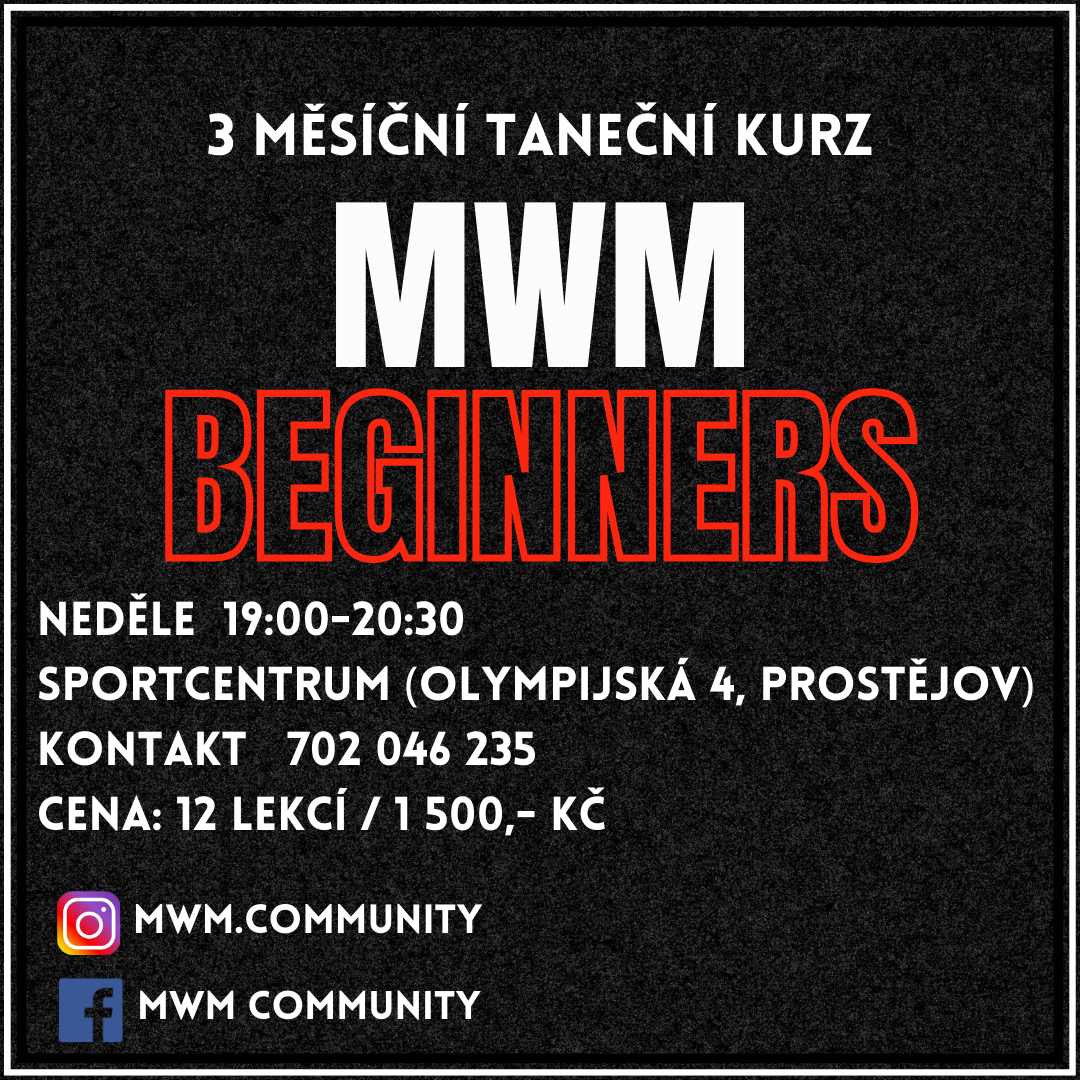 3 MĚSÍČNÍ TANEČNÍ KURZ
MWM
BEGINNERS
NEDĚLE 19:00-20:30
SPORTCENTRUM (OLYMPIJSKÁ 4, PROSTĚJOV)
KONTAKT 702 046 235
CENA: 12 LEKCÍ / 1 500,- KČ
MWM.COMMUNITY
MWM COMMUNITY